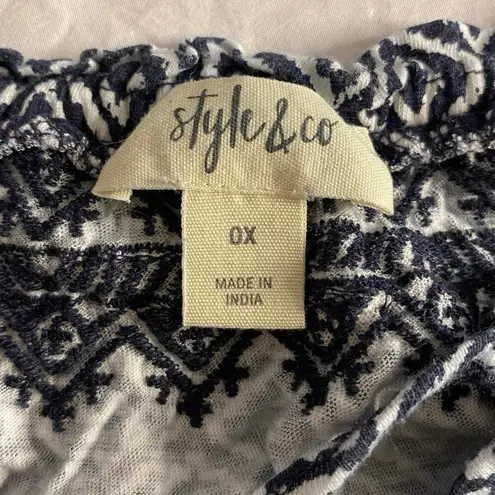 style & co
0X
MADE IN
INDIA